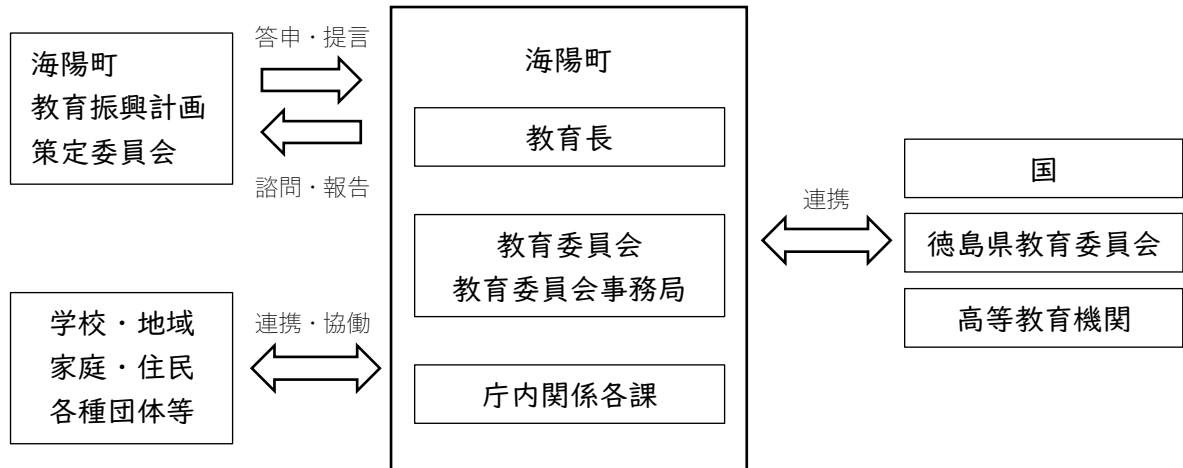 海陽町
教育振興計画
策定委員会
答申・提言
諮問・報告
学校・地域
家庭・住民
各種団体等
連携・協働
海陽町
教育長
教育委員会
教育委員会事務局
庁内関係各課
連携
国
徳島県教育委員会
高等教育機関